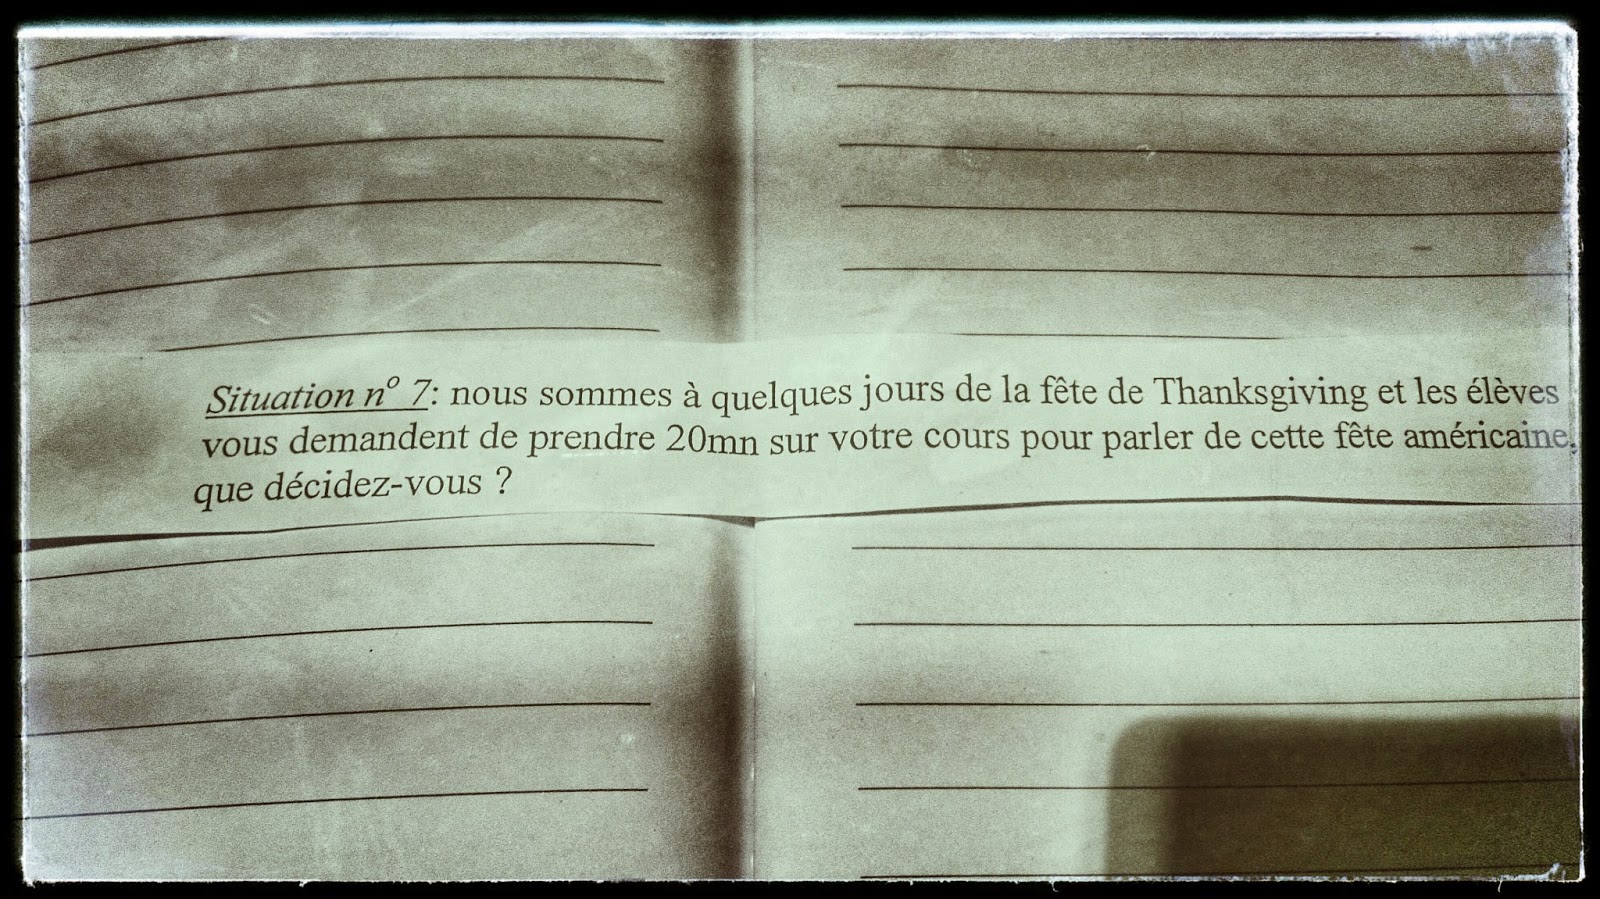 Situation n° 7: nous sommes à quelques jours de la fête de Thanksgiving et les élèves
vous demandent de prendre 20mn sur votre cours pour parler de cette fête américaine,
que décidez-vous ?